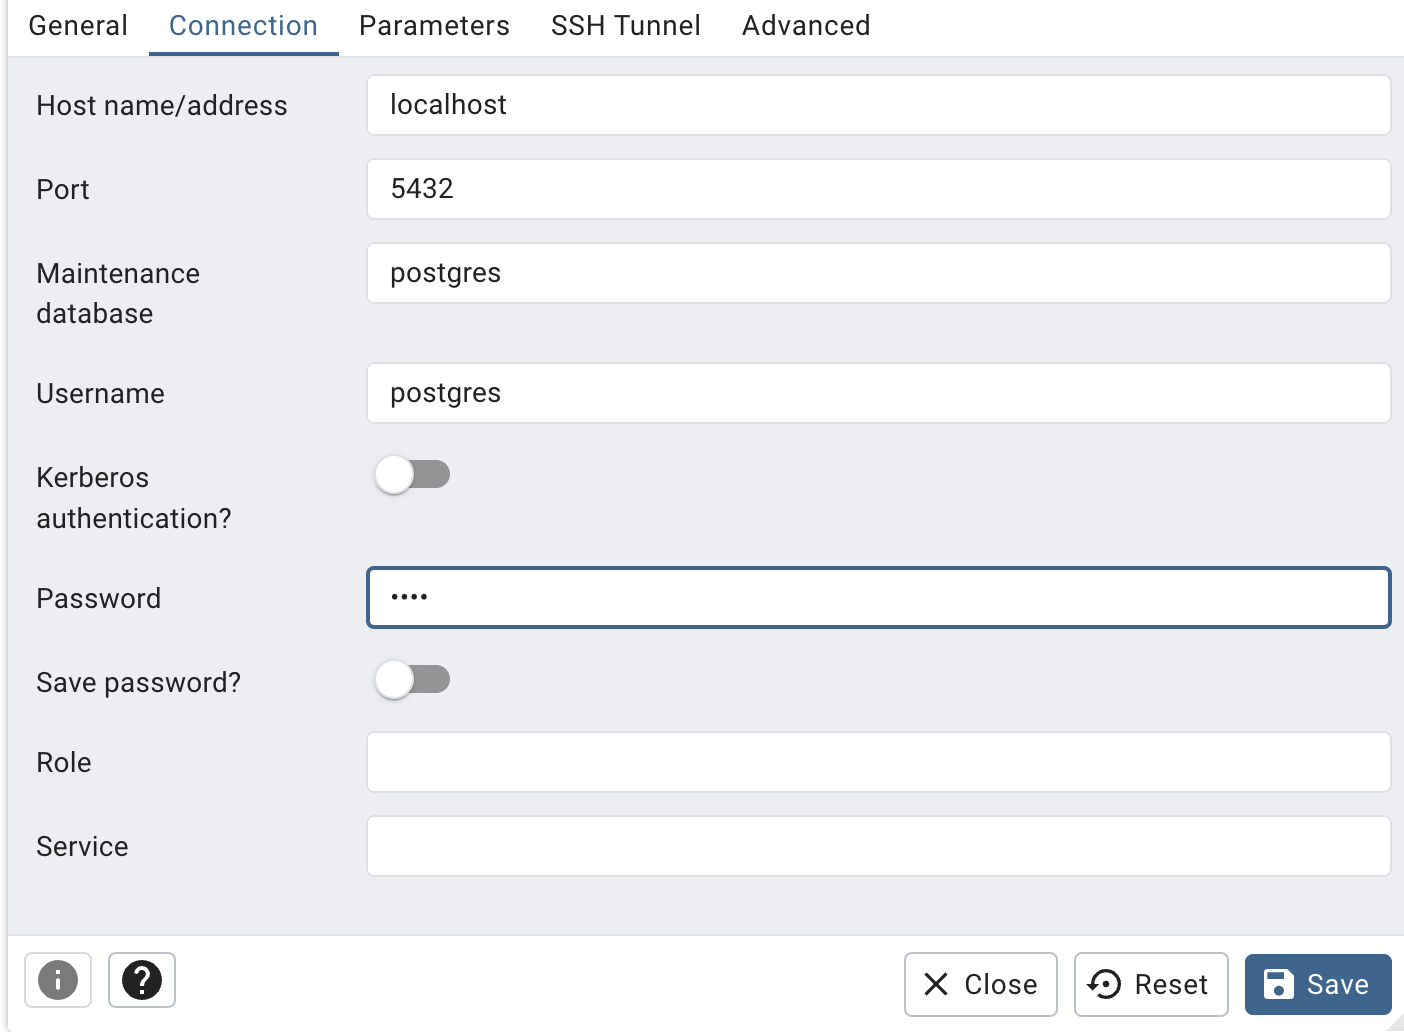 General Connection Parameters SSH Tunnel Advanced
Host name/address localhost
Port 5432
Maintenance
database
postgres
Username postgres
Kerberos
authentication?
Password ••••
Save password?
Role
Service
Close Reset Save